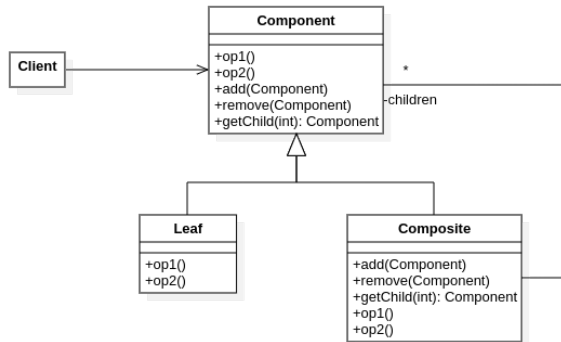 Component
Client
+op1()
+op2()
+add(Component)
+remove(Component)
+getChild(int): Component
*
-children
Leaf
+op1()
+op2()
Composite
+add(Component)
+remove(Component)
+getChild(int): Component
+op1()
+op2()